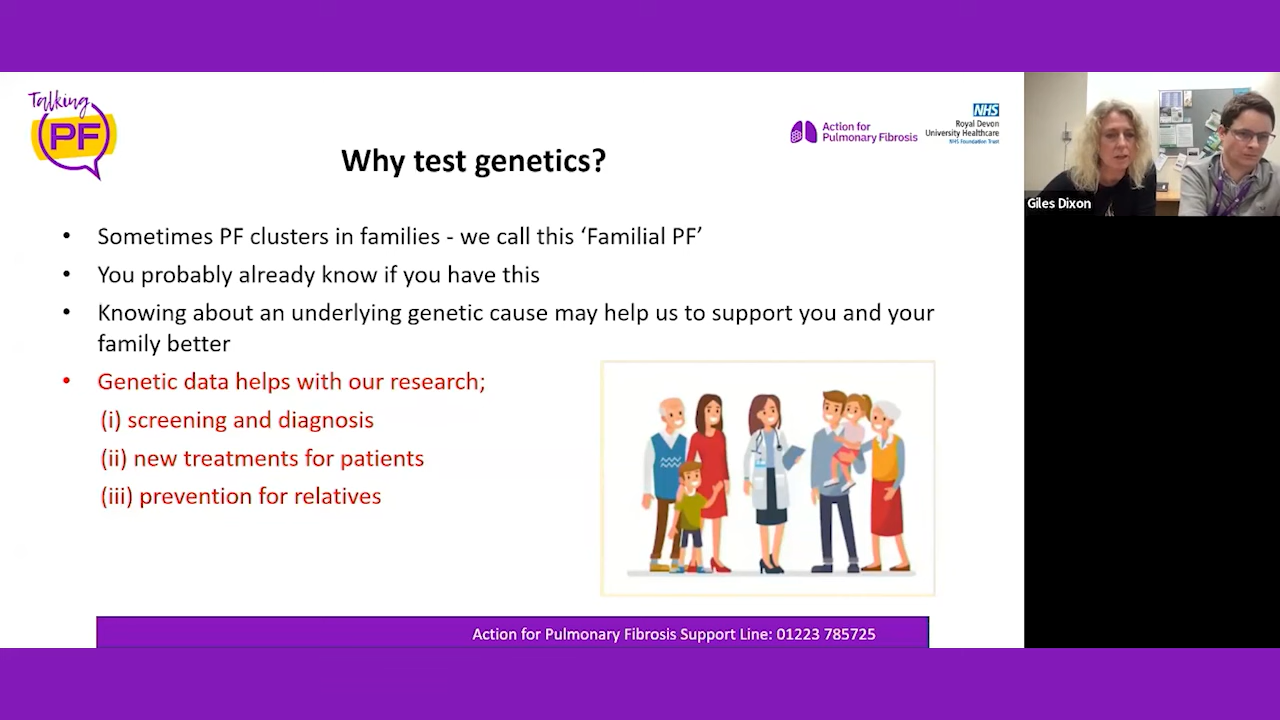 Talking
PF
Action for
Pulmonary Fibrosis
NHS
Royal Devon
University Healthcare
NHS Foundation Trust
Why test genetics?
Giles Dixon
• Sometimes PF clusters in families - we call this ‘Familial PF’
• You probably already know if you have this
• Knowing about an underlying genetic cause may help us to support you and your
family better
• Genetic data helps with our research;
(i) screening and diagnosis
(ii) new treatments for patients
(iii) prevention for relatives
Action for Pulmonary Fibrosis Support Line: 01223 785725